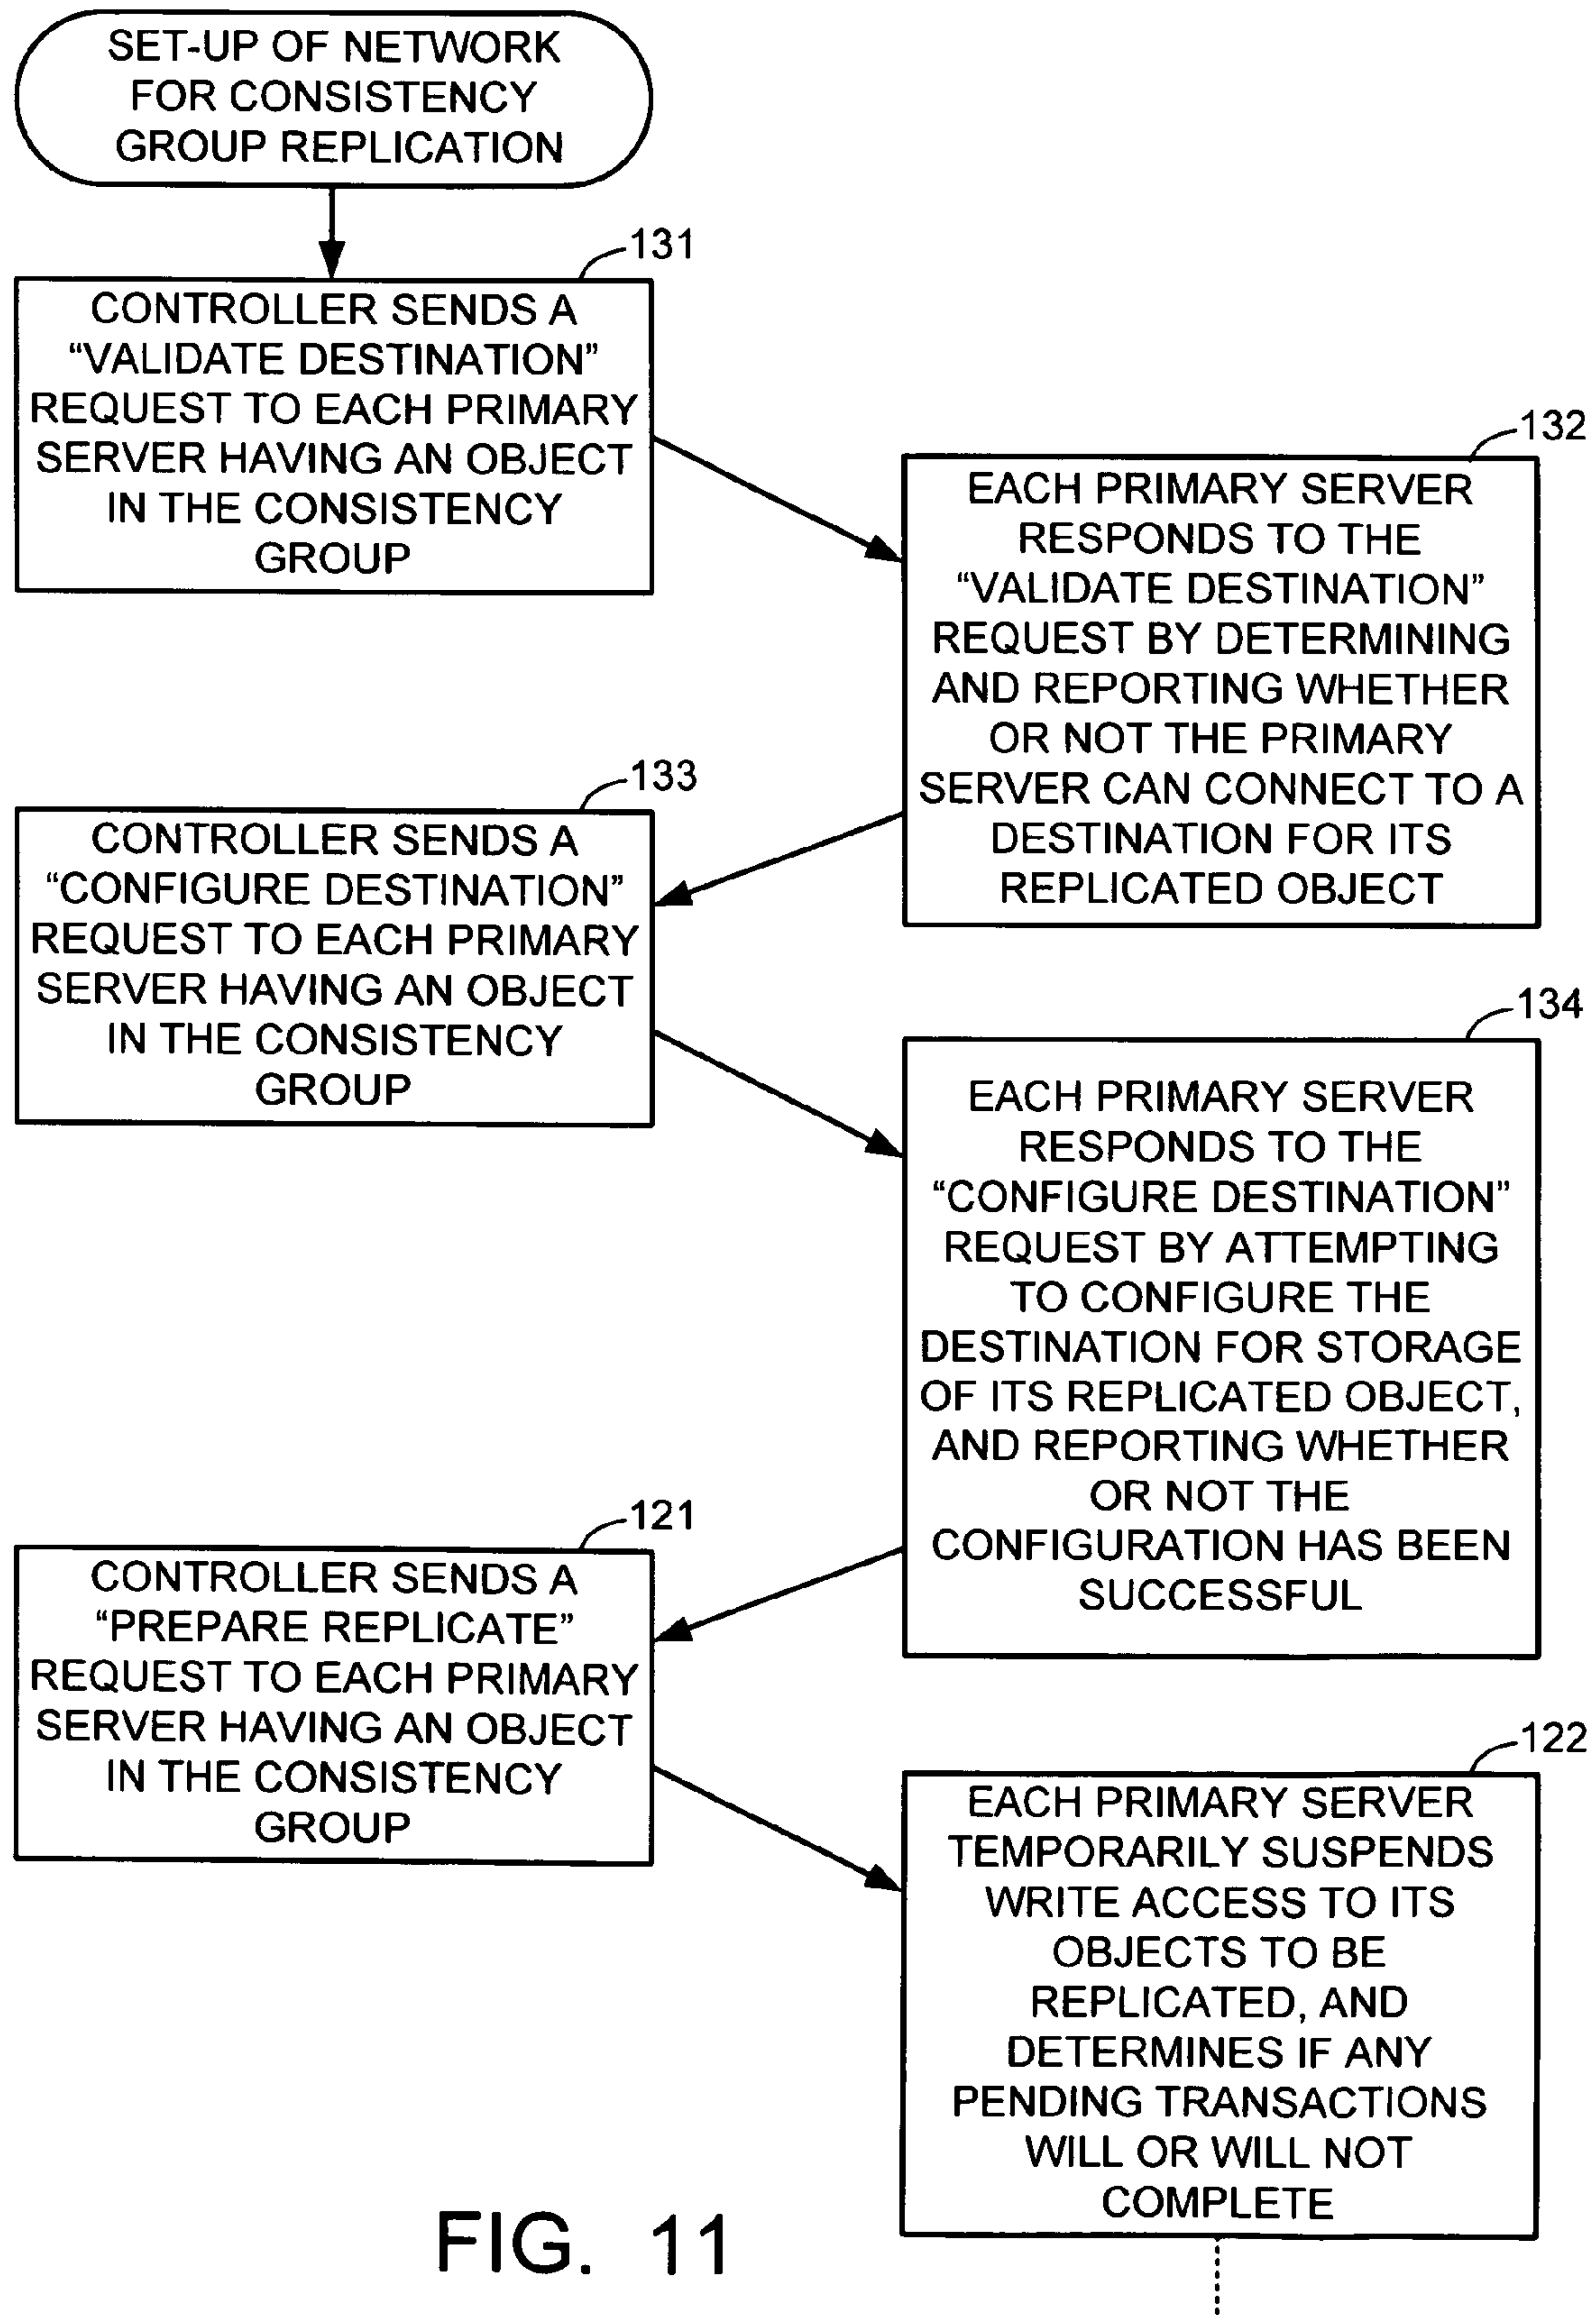 SET-UP OF NETWORK
FOR CONSISTENCY
GROUP REPLICATION
131
CONTROLLER SENDS A
“VALIDATE DESTINATION”
REQUEST TO EACH PRIMARY
SERVER HAVING AN OBJECT
IN THE CONSISTENCY
GROUP
132
EACH PRIMARY SERVER
RESPONDS TO THE
“VALIDATE DESTINATION”
REQUEST BY DETERMINING
AND REPORTING WHETHER
OR NOT THE PRIMARY
SERVER CAN CONNECT TO A
DESTINATION FOR ITS
REPLICATED OBJECT
133
CONTROLLER SENDS A
“CONFIGURE DESTINATION”
REQUEST TO EACH PRIMARY
SERVER HAVING AN OBJECT
IN THE CONSISTENCY
GROUP
134
EACH PRIMARY SERVER
RESPONDS TO THE
“CONFIGURE DESTINATION”
REQUEST BY ATTEMPTING
TO CONFIGURE THE
DESTINATION FOR STORAGE
OF ITS REPLICATED OBJECT,
AND REPORTING WHETHER
OR NOT THE
CONFIGURATION HAS BEEN
SUCCESSFUL
121
CONTROLLER SENDS A
“PREPARE REPLICATE”
REQUEST TO EACH PRIMARY
SERVER HAVING AN OBJECT
IN THE CONSISTENCY
GROUP
122
EACH PRIMARY SERVER
TEMPORARILY SUSPENDS
WRITE ACCESS TO ITS
OBJECTS TO BE
REPLICATED, AND
DETERMINES IF ANY
PENDING TRANSACTIONS
WILL OR WILL NOT
COMPLETE
FIG. 11